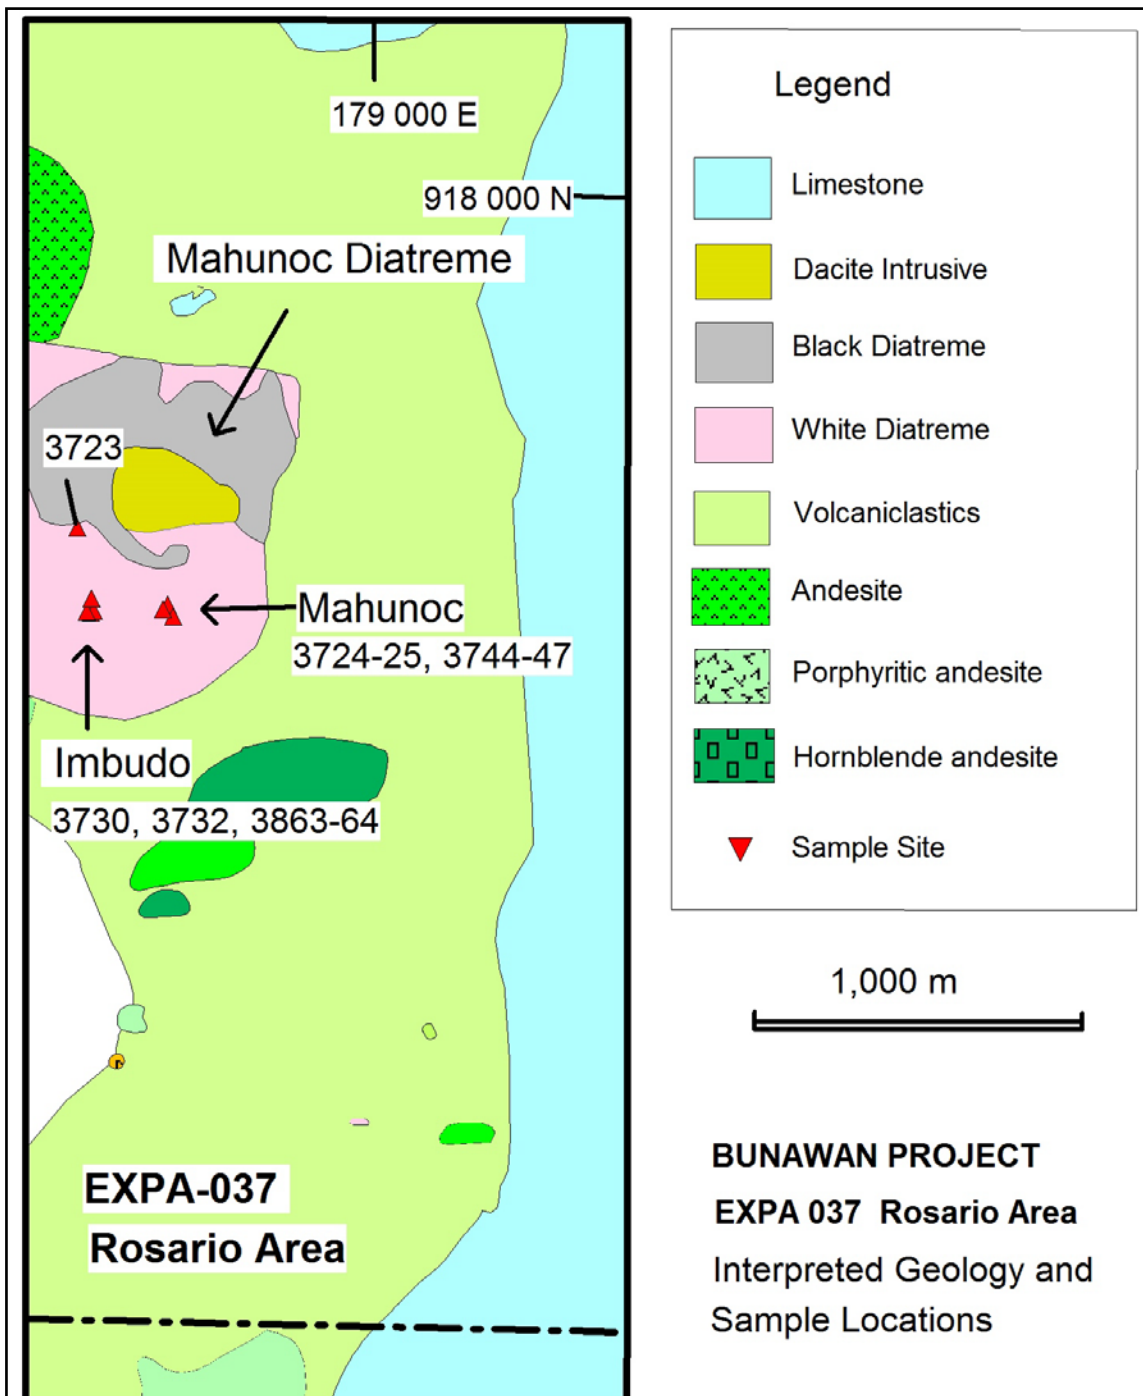 179 000 E
918 000 N
Mahunoc Diatreme
3723
Mahunoc
3724-25, 3744-47
Imbudo
3730, 3732, 3863-64
EXPA-037
Rosario Area
Legend
Limestone
Dacite Intrusive
Black Diatreme
White Diatreme
Volcaniclastics
Andesite
Porphyritic andesite
Hornblende andesite
Sample Site
1,000 m
BUNAWAN PROJECT
EXPA 037 Rosario Area
Interpreted Geology and
Sample Locations